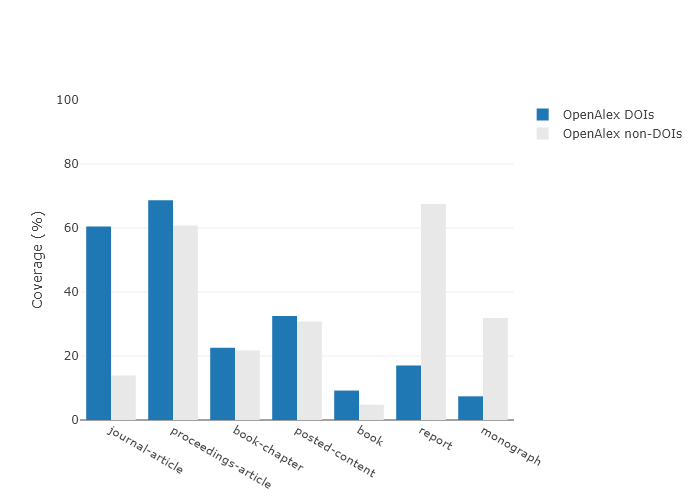 100
80
60
40
20
0
Coverage (%)
journal-article
proceedings-article
book-chapter
posted-content
book
report
monograph
OpenAlex DOIs
OpenAlex non-DOIs